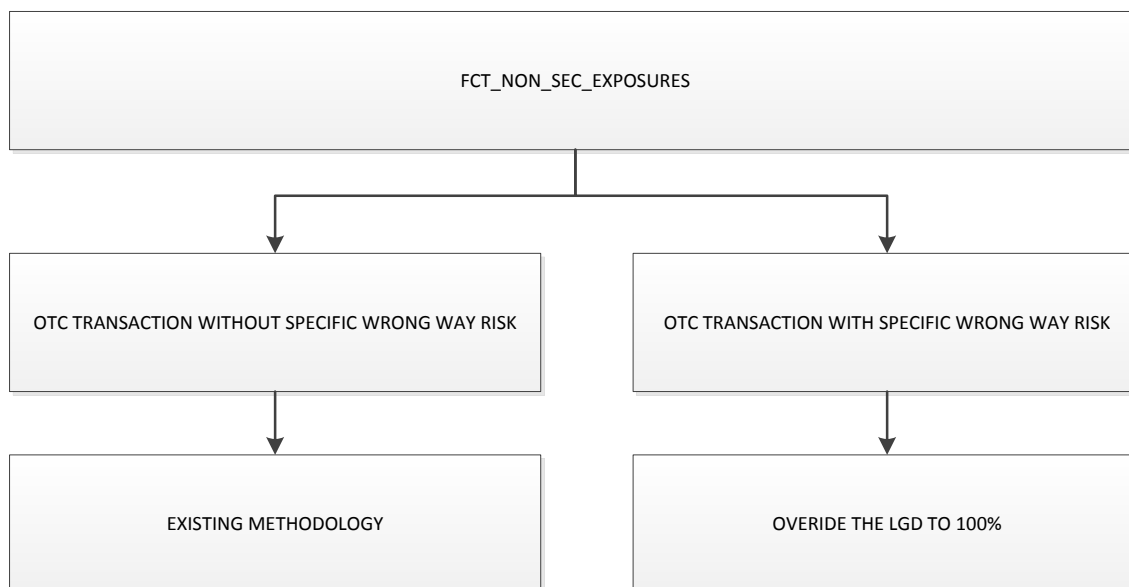 FCT_NON_SEC_EXPOSURES
OTC TRANSACTION WITHOUT SPECIFIC WRONG WAY RISK
OTC TRANSACTION WITH SPECIFIC WRONG WAY RISK
EXISTING METHODOLOGY
OVERIDE THE LGD TO 100%